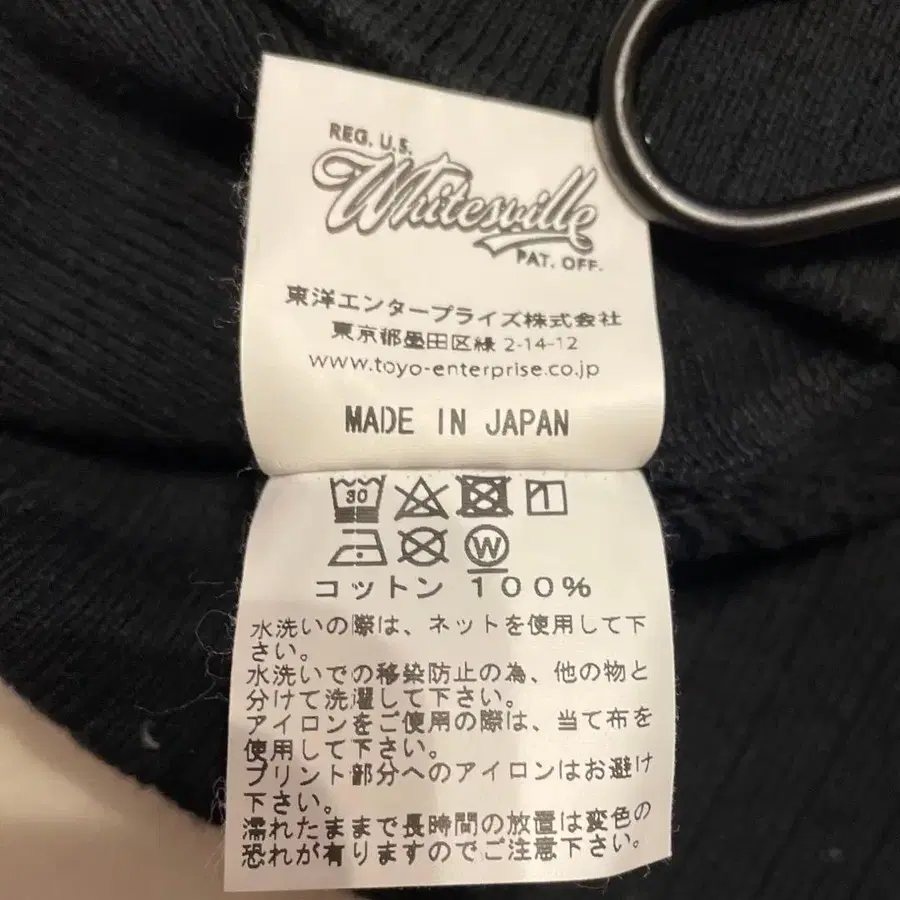 REG. U.S.
Whitesville
PAT. OFF.
東洋エンタープライズ株式会社
東京都墨田区緑 2-14-12
www.toyo-enterprise.co.jp
MADE IN JAPAN
30
W
コットン 100%
水洗いの際は、ネットを使用して下
さい。
水洗いでの移染防止の為、他の物と
分けて洗濯して下さい。
アイロンをご使用の際は、当て布を
使用して下さい。
プリント部分へのアイロンはお避け
下さい。
濡れたままで長時間の放置は変色の
恐れが有りますのでご注意下さい。